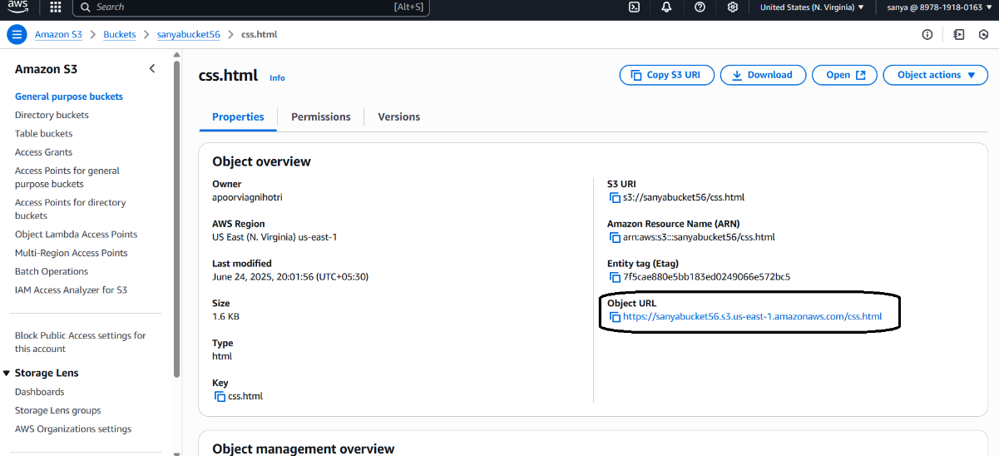 aws
Search [Alt+S] United States (N. Virginia) ▼ sanya @ 8978-1918-0163 ▼
Amazon S3 > Buckets > sanyabucket56 > css.html
Amazon S3
General purpose buckets
Directory buckets
Table buckets
Access Grants
Access Points for general
purpose buckets
Access Points for directory
buckets
Object Lambda Access Points
Multi-Region Access Points
Batch Operations
IAM Access Analyzer for S3
Block Public Access settings for
this account
Storage Lens
Dashboards
Storage Lens groups
AWS Organizations settings
css.html Info
Copy S3 URI Download Open Object actions ▼
Properties Permissions Versions
Object overview
Owner
apoorviagnihotri
AWS Region
US East (N. Virginia) us-east-1
Last modified
June 24, 2025, 20:01:56 (UTC+05:30)
Size
1.6 KB
Type
html
Key
css.html
S3 URI
s3://sanyabucket56/css.html
Amazon Resource Name (ARN)
arn:aws:s3:::sanyabucket56/css.html
Entity tag (Etag)
7f5cae880e5bb183ed0249066e572bc5
Object URL
https://sanyabucket56.s3.us-east-1.amazonaws.com/css.html
Object management overview